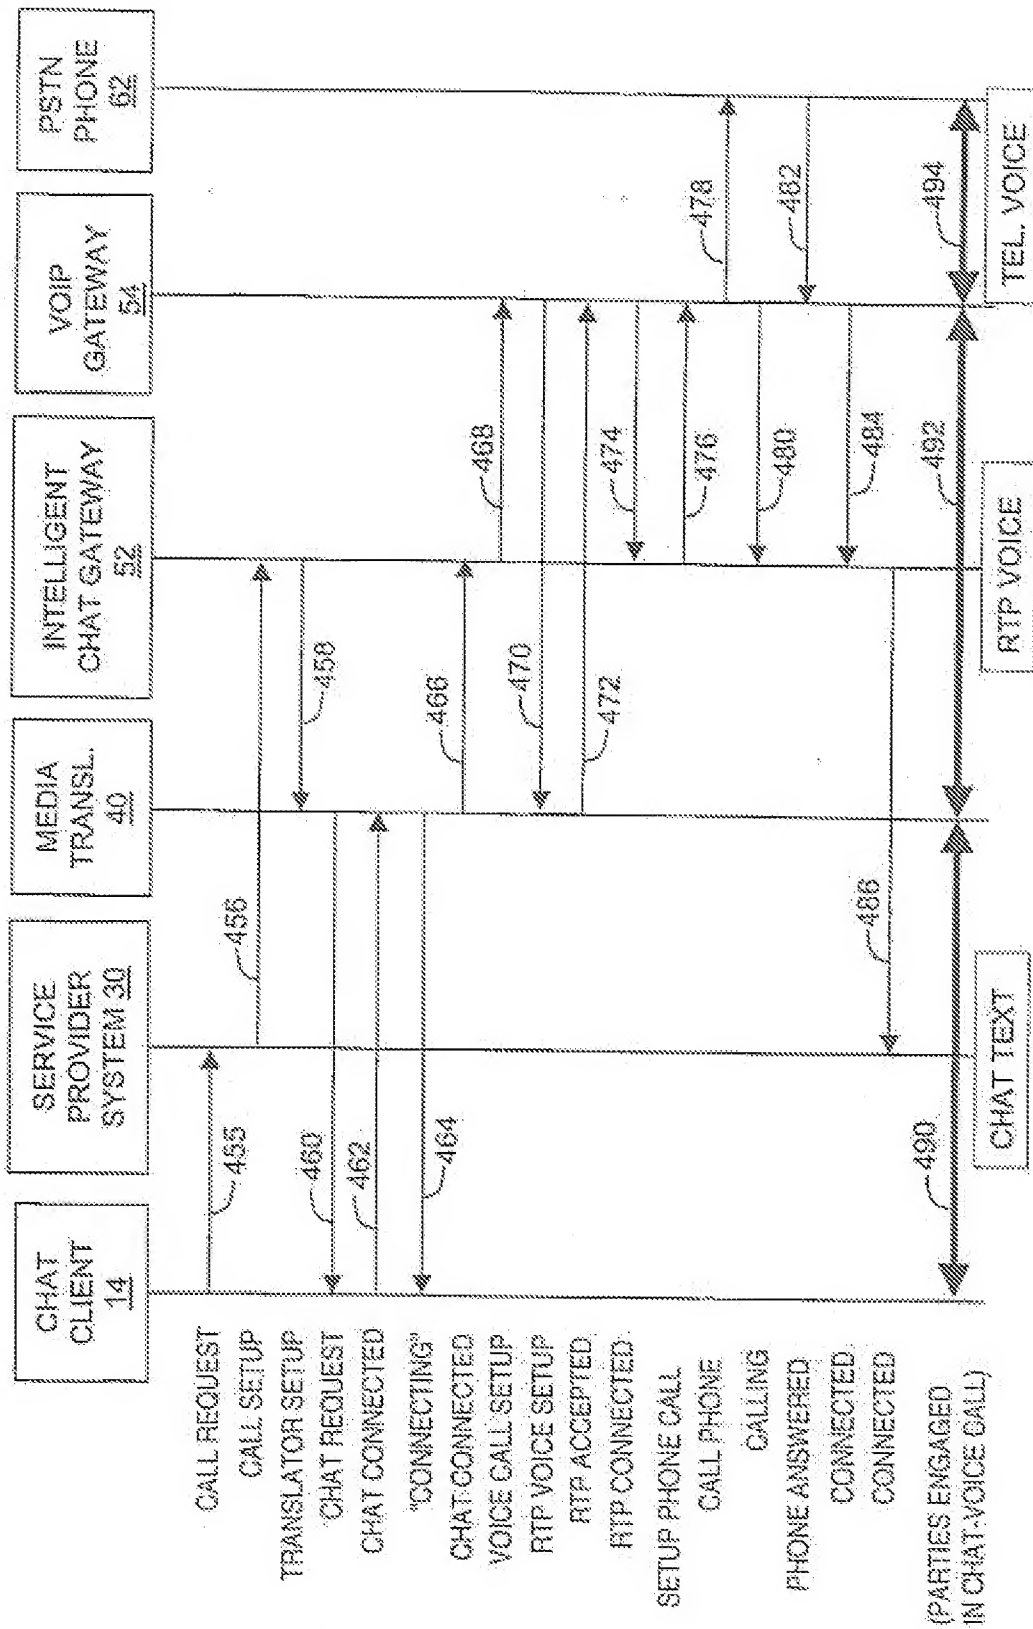 CHAT
CLIENT
14
SERVICE
PROVIDER
SYSTEM 30
MEDIA
TRANSL.
40
INTELLIGENT
CHAT GATEWAY
52
VOIP
GATEWAY
54
PSTN
PHONE
62
CALL REQUEST
455
CALL SETUP
456
TRANSLATOR SETUP
458
CHAT REQUEST
460
CHAT CONNECTED
462
"CONNECTING"
464
CHAT CONNECTED
466
VOICE CALL SETUP
468
RTP VOICE SETUP
470
RTP ACCEPTED
472
RTP CONNECTED
474
SETUP PHONE CALL
476
CALL PHONE
478
CALLING
480
PHONE ANSWERED
482
CONNECTED
484
CONNECTED
486
(PARTIES ENGAGED
IN CHAT-VOICE CALL)
490
492
494
CHAT TEXT
RTP VOICE
TEL. VOICE